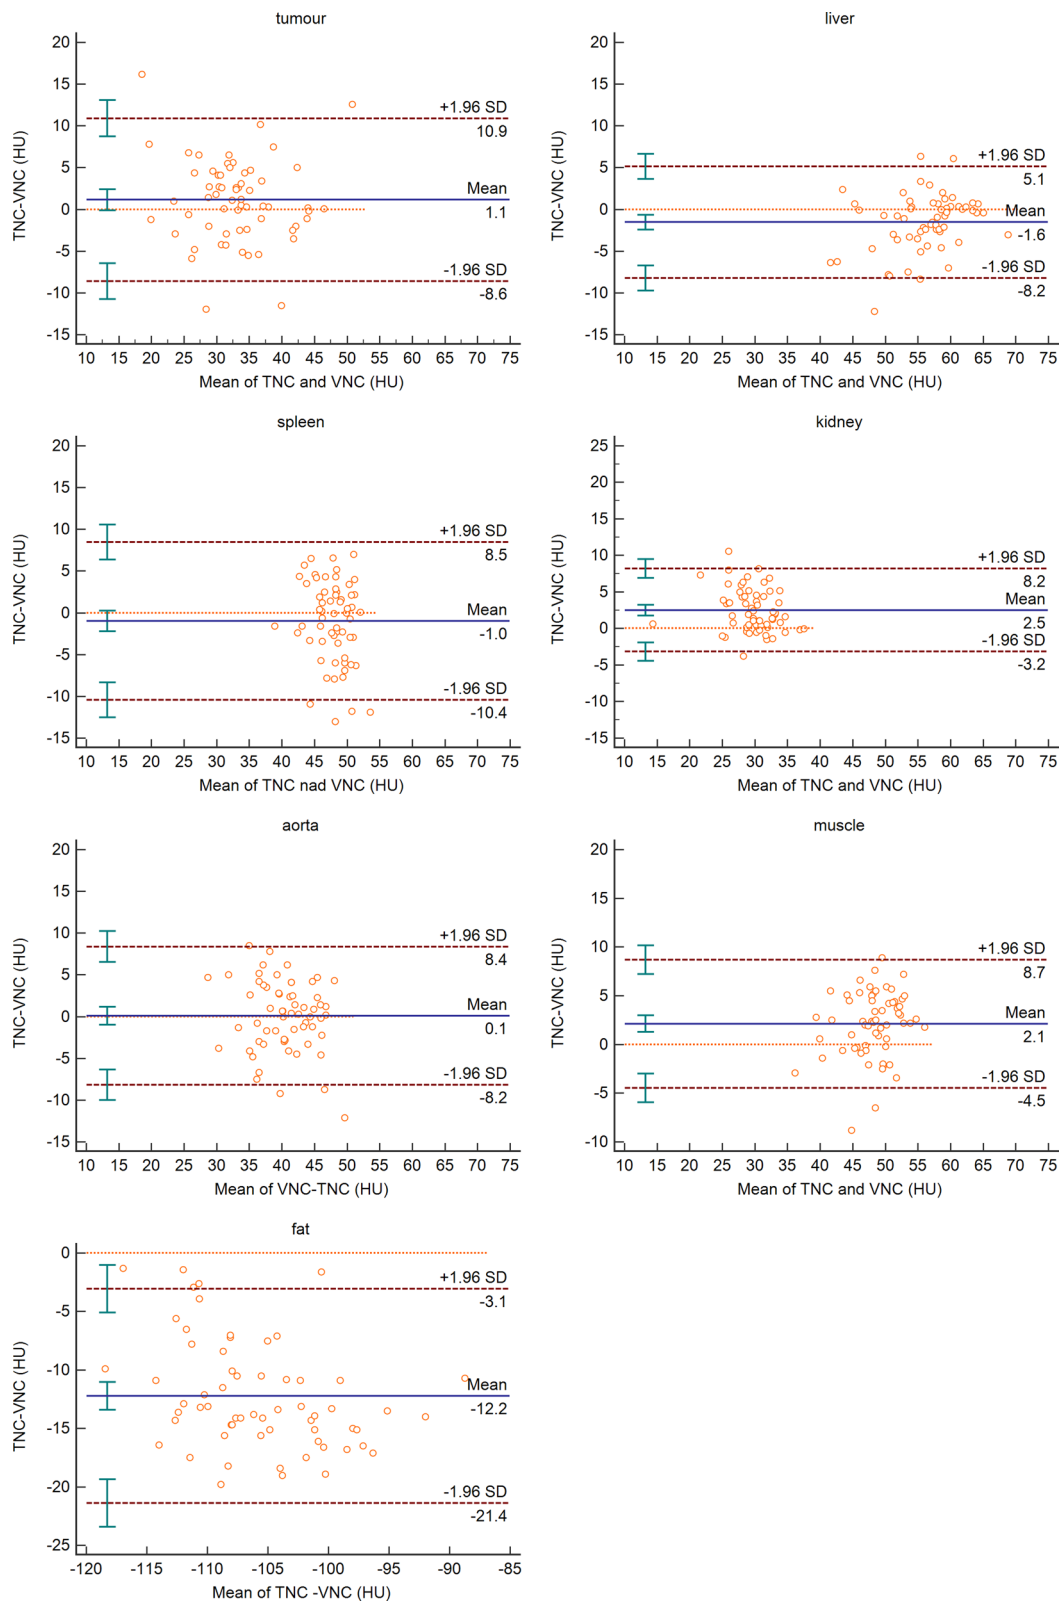 tumour
20
15
10
5
0
-5
-10
-15
TNC-VNC (HU)
+1.96 SD
10.9
Mean
1.1
-1.96 SD
-8.6
10 15 20 25 30 35 40 45 50 55 60 65 70 75
Mean of TNC and VNC (HU)
liver
20
15
10
5
0
-5
-10
-15
TNC-VNC (HU)
+1.96 SD
5.1
Mean
-1.6
-1.96 SD
-8.2
10 15 20 25 30 35 40 45 50 55 60 65 70 75
Mean of TNC and VNC (HU)
spleen
20
15
10
5
0
-5
-10
-15
TNC-VNC (HU)
+1.96 SD
8.5
Mean
-1.0
-1.96 SD
-10.4
10 15 20 25 30 35 40 45 50 55 60 65 70 75
Mean of TNC nad VNC (HU)
kidney
25
20
15
10
5
0
-5
-10
-15
TNC-VNC (HU)
+1.96 SD
8.2
Mean
2.5
-1.96 SD
-3.2
10 15 20 25 30 35 40 45 50 55 60 65 70 75
Mean of TNC and VNC (HU)
aorta
20
15
10
5
0
-5
-10
-15
TNC-VNC (HU)
+1.96 SD
8.4
Mean
0.1
-1.96 SD
-8.2
10 15 20 25 30 35 40 45 50 55 60 65 70 75
Mean of VNC-TNC (HU)
muscle
20
15
10
5
0
-5
-10
TNC-VNC (HU)
+1.96 SD
8.7
Mean
2.1
-1.96 SD
-4.5
10 15 20 25 30 35 40 45 50 55 60 65 70 75
Mean of TNC and VNC (HU)
fat
0
-5
-10
-15
-20
-25
TNC-VNC (HU)
+1.96 SD
-3.1
Mean
-12.2
-1.96 SD
-21.4
-120 -115 -110 -105 -100 -95 -90 -85
Mean of TNC -VNC (HU)